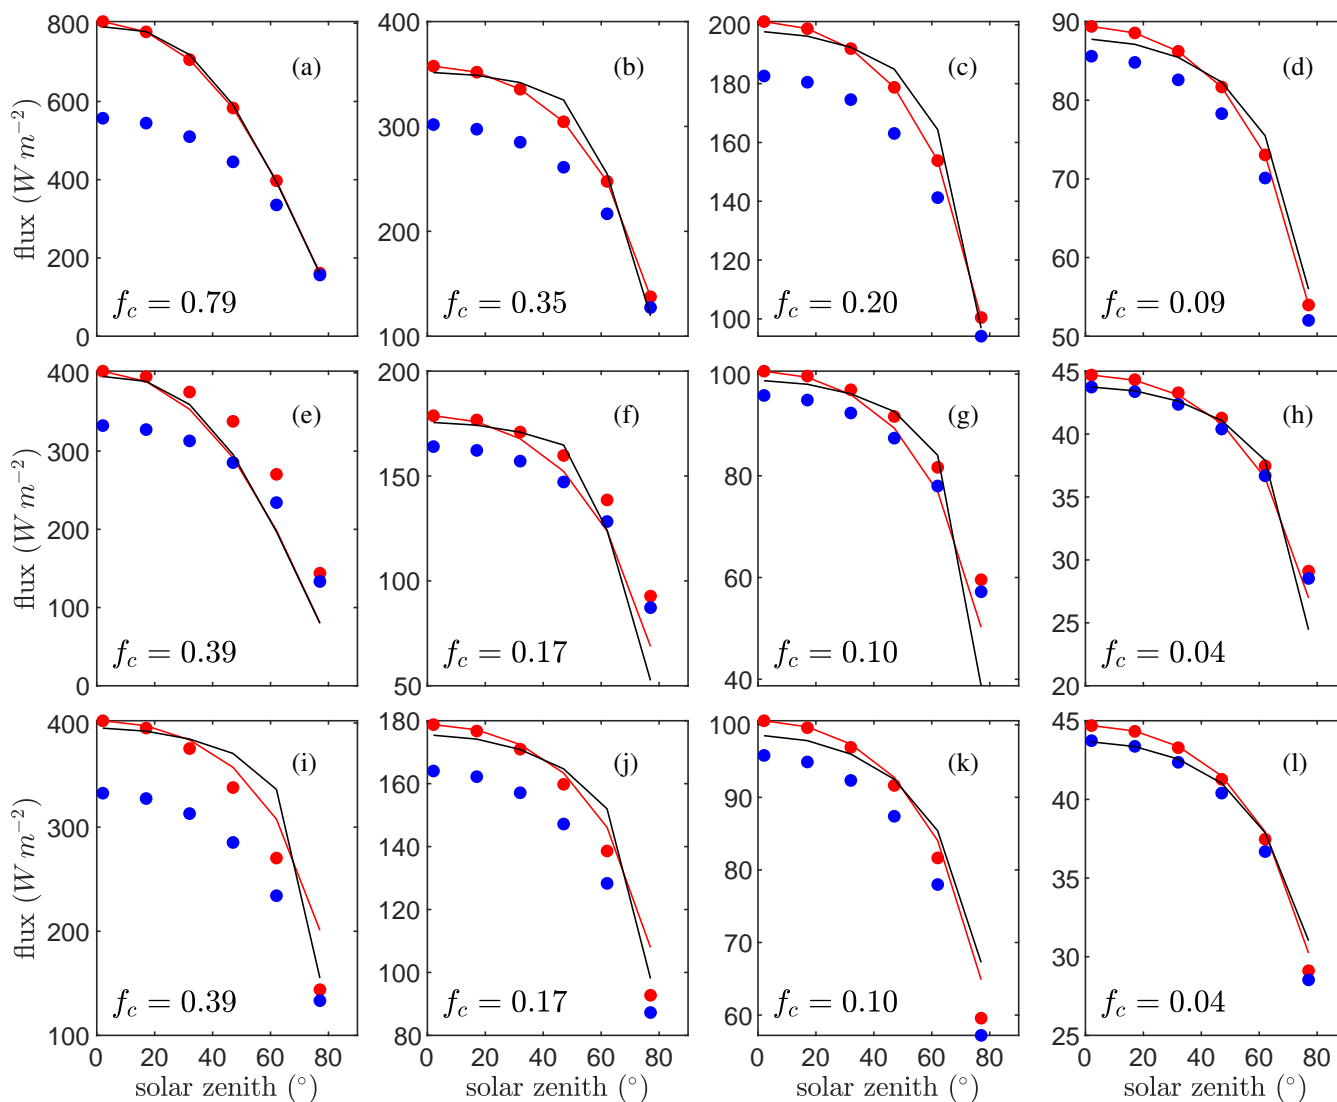 800
600
400
200
0
flux (W m⁻²)
(a)
f_c = 0.79
400
300
200
100
(b)
f_c = 0.35
200
180
160
140
120
100
(c)
f_c = 0.20
90
80
70
60
50
(d)
f_c = 0.09
400
300
200
100
0
flux (W m⁻²)
(e)
f_c = 0.39
200
150
100
50
(f)
f_c = 0.17
100
80
60
40
(g)
f_c = 0.10
45
40
35
30
25
20
(h)
f_c = 0.04
400
300
200
100
flux (W m⁻²)
(i)
f_c = 0.39
0 20 40 60 80
solar zenith (°)
180
160
140
120
100
80
(j)
f_c = 0.17
0 20 40 60 80
solar zenith (°)
100
90
80
70
60
(k)
f_c = 0.10
0 20 40 60 80
solar zenith (°)
45
40
35
30
25
(l)
f_c = 0.04
0 20 40 60 80
solar zenith (°)